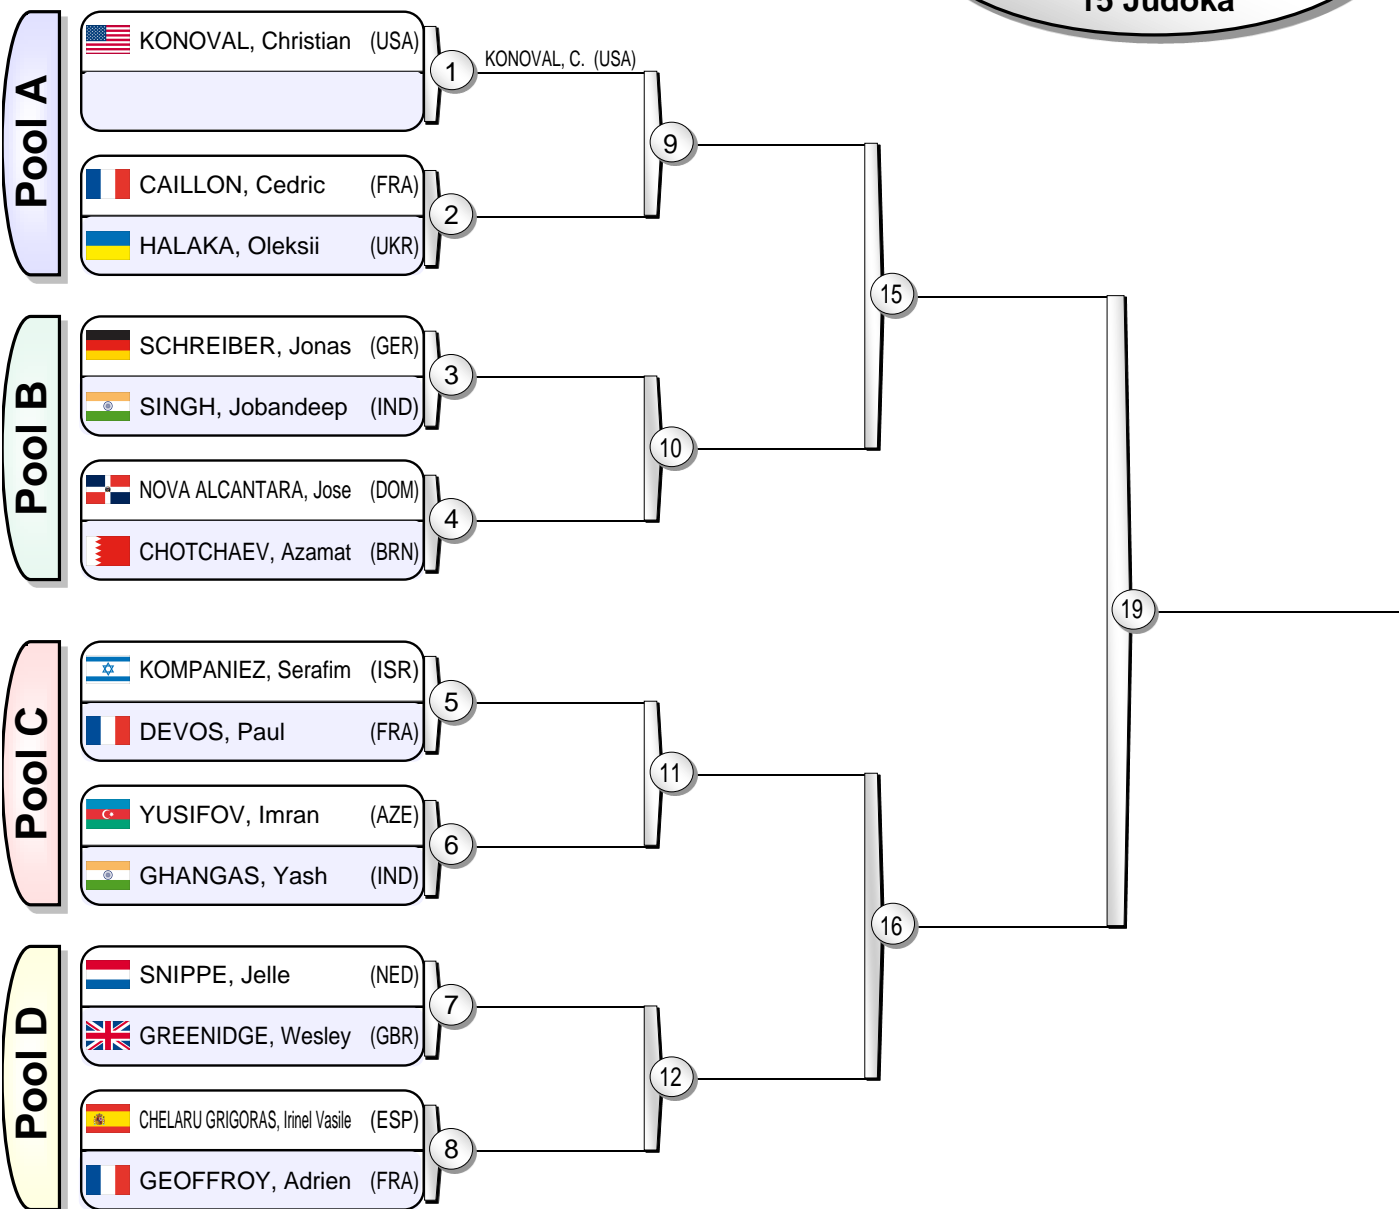 15 Judoka
Pool A
KONOVAL, Christian (USA)
1
KONOVAL, C. (USA)
9
CAILLON, Cedric (FRA)
2
HALAKA, Oleksii (UKR)
15
Pool B
SCHREIBER, Jonas (GER)
3
SINGH, Jobandeep (IND)
10
NOVA ALCANTARA, Jose (DOM)
4
CHOTCHAEV, Azamat (BRN)
19
Pool C
KOMPANIEZ, Serafim (ISR)
5
DEVOS, Paul (FRA)
11
YUSIFOV, Imran (AZE)
6
GHANGAS, Yash (IND)
16
Pool D
SNIPPE, Jelle (NED)
7
GREENIDGE, Wesley (GBR)
12
CHELARU GRIGORAS, Irinel Vasile (ESP)
8
GEOFFROY, Adrien (FRA)